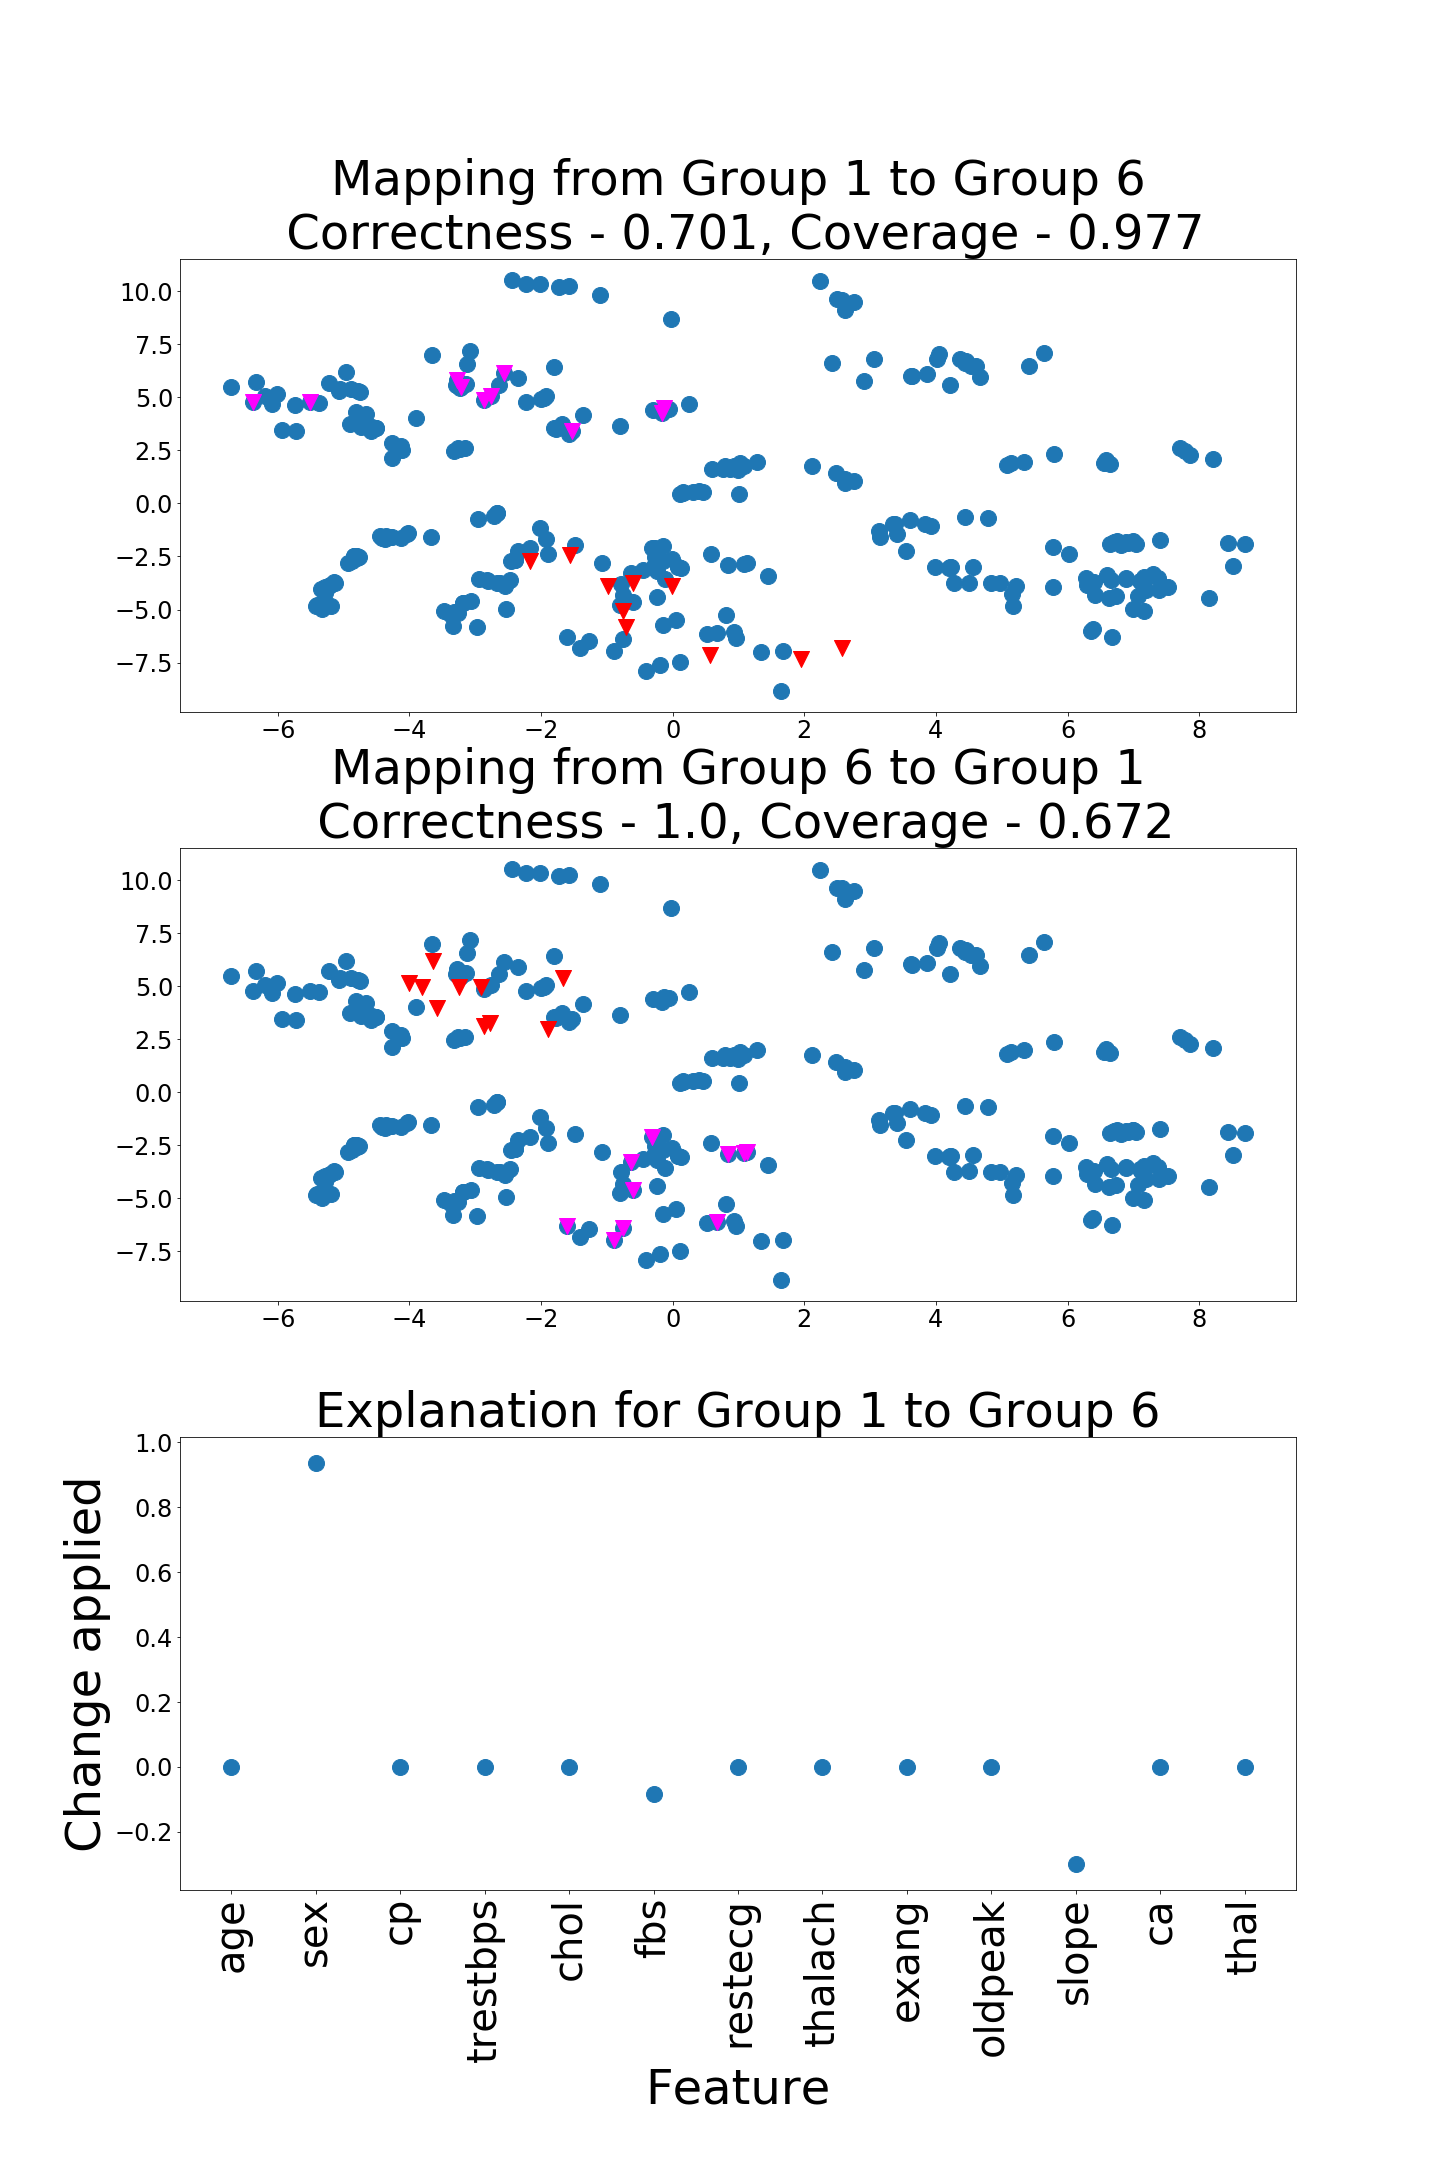 Mapping from Group 1 to Group 6
Correctness - 0.701, Coverage - 0.977
10.0
7.5
5.0
2.5
0.0
−2.5
−5.0
−7.5
−6 −4 −2 0 2 4 6 8
Mapping from Group 6 to Group 1
Correctness - 1.0, Coverage - 0.672
10.0
7.5
5.0
2.5
0.0
−2.5
−5.0
−7.5
−6 −4 −2 0 2 4 6 8
Explanation for Group 1 to Group 6
Change applied
1.0
0.8
0.6
0.4
0.2
0.0
−0.2
age
sex
cp
trestbps
chol
fbs
restecg
thalach
exang
oldpeak
slope
ca
thal
Feature